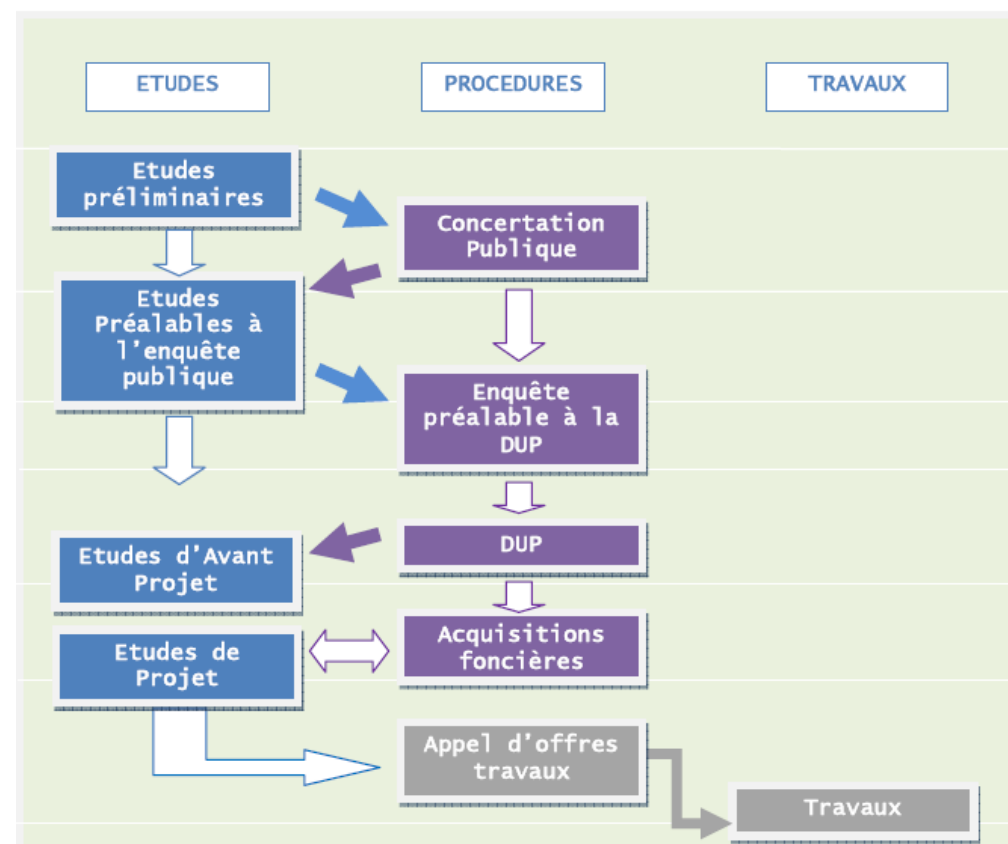 ETUDES
PROCEDURES
TRAVAUX
Etudes
préliminaires
Concertation
Publique
Etudes
Préalables à
l'enquête
publique
Enquête
préalable à la
DUP
DUP
Etudes d'Avant
Projet
Acquisitions
foncières
Etudes de
Projet
Appel d'offres
travaux
Travaux